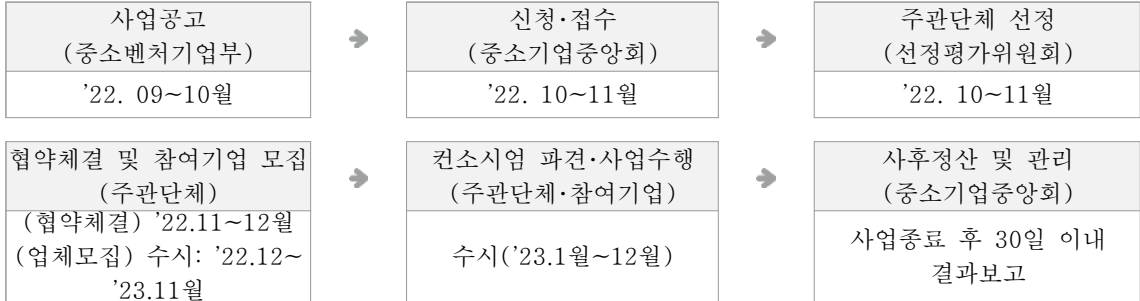 사업공고
(중소벤처기업부)
'22. 09~10월
신청·접수
(중소기업중앙회)
'22. 10~11월
주관단체 선정
(선정평가위원회)
'22. 10~11월
협약체결 및 참여기업 모집
(주관단체)
(협약체결) '22.11~12월
(업체모집) 수시: '22.12~
'23.11월
컨소시엄 파견·사업수행
(주관단체·참여기업)
수시('23.1월~12월)
사후정산 및 관리
(중소기업중앙회)
사업종료 후 30일 이내
결과보고